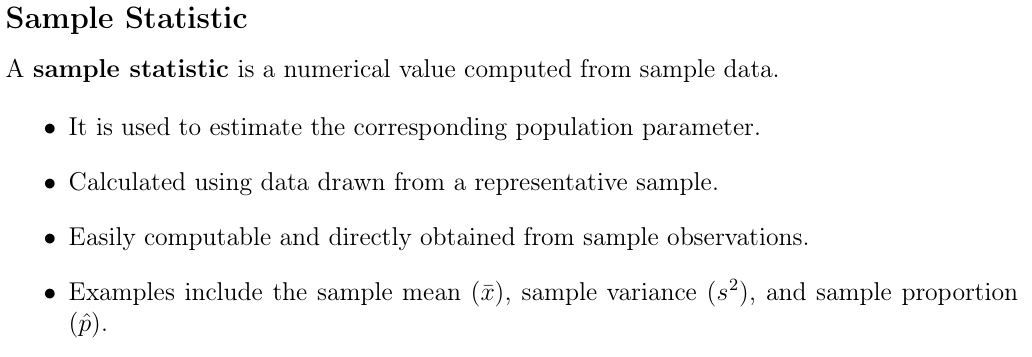 Sample Statistic
A sample statistic is a numerical value computed from sample data.
• It is used to estimate the corresponding population parameter.
• Calculated using data drawn from a representative sample.
• Easily computable and directly obtained from sample observations.
• Examples include the sample mean (x̄), sample variance (s²), and sample proportion
(p̂).